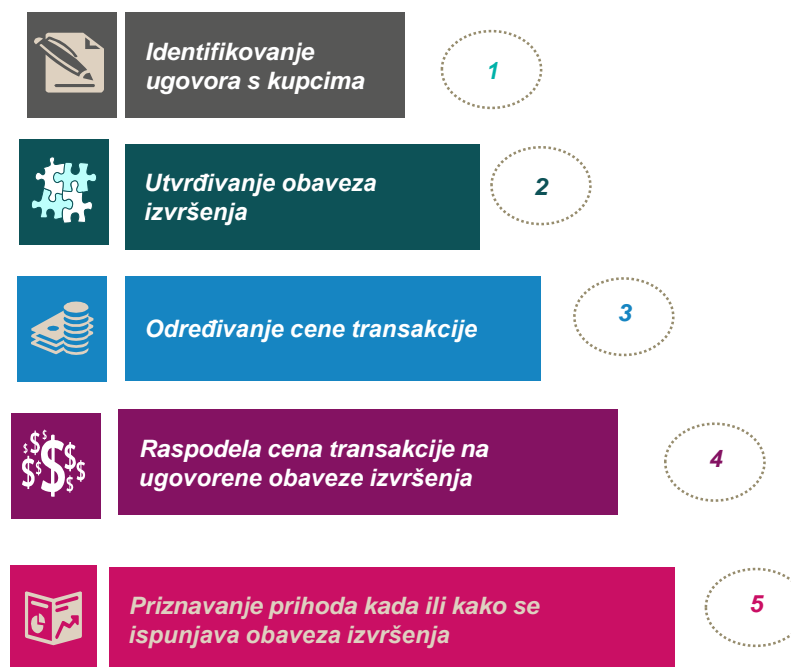 Identifikovanje
ugovora s kupcima
1
Utvrđivanje obaveza
izvršenja
2
Određivanje cene transakcije
3
Raspodela cena transakcije na
ugovorene obaveze izvršenja
4
Priznavanje prihoda kada ili kako se
ispunjava obaveza izvršenja
5